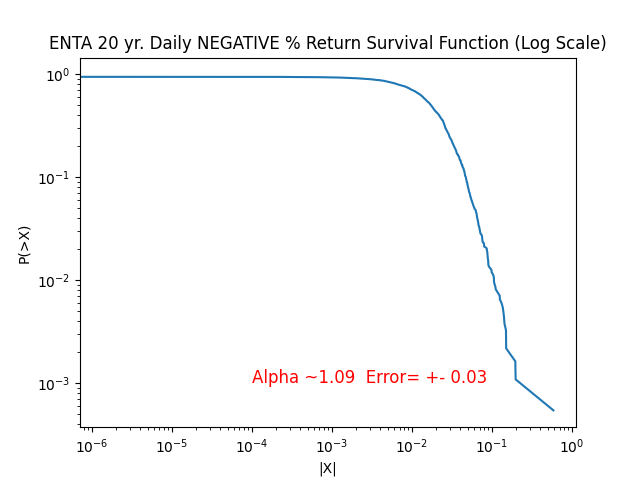 ENTA 20 yr. Daily NEGATIVE % Return Survival Function (Log Scale)
10⁰
10⁻¹
10⁻²
10⁻³
P(>X)
Alpha ~1.09  Error= +- 0.03
10⁻⁶ 10⁻⁵ 10⁻⁴ 10⁻³ 10⁻² 10⁻¹ 10⁰
|X|